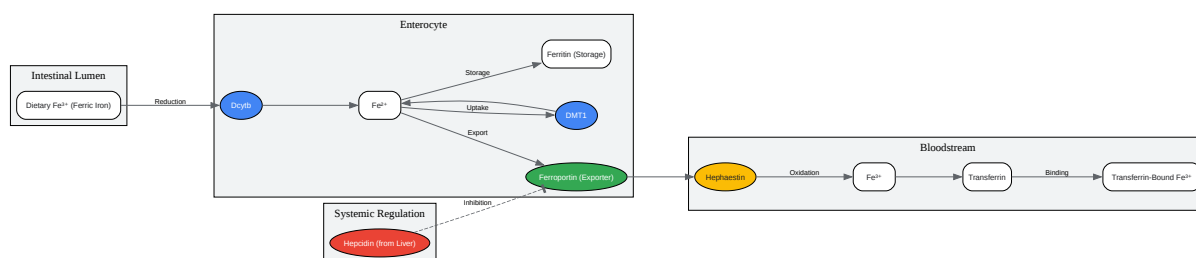 Intestinal Lumen
Dietary Fe³⁺ (Ferric Iron)
Reduction
Enterocyte
Dcytb
Fe²⁺
Storage
Ferritin (Storage)
Uptake
DMT1
Export
Ferroportin (Exporter)
Inhibition
Systemic Regulation
Hepcidin (from Liver)
Bloodstream
Hephaestin
Oxidation
Fe³⁺
Transferrin
Binding
Transferrin-Bound Fe³⁺